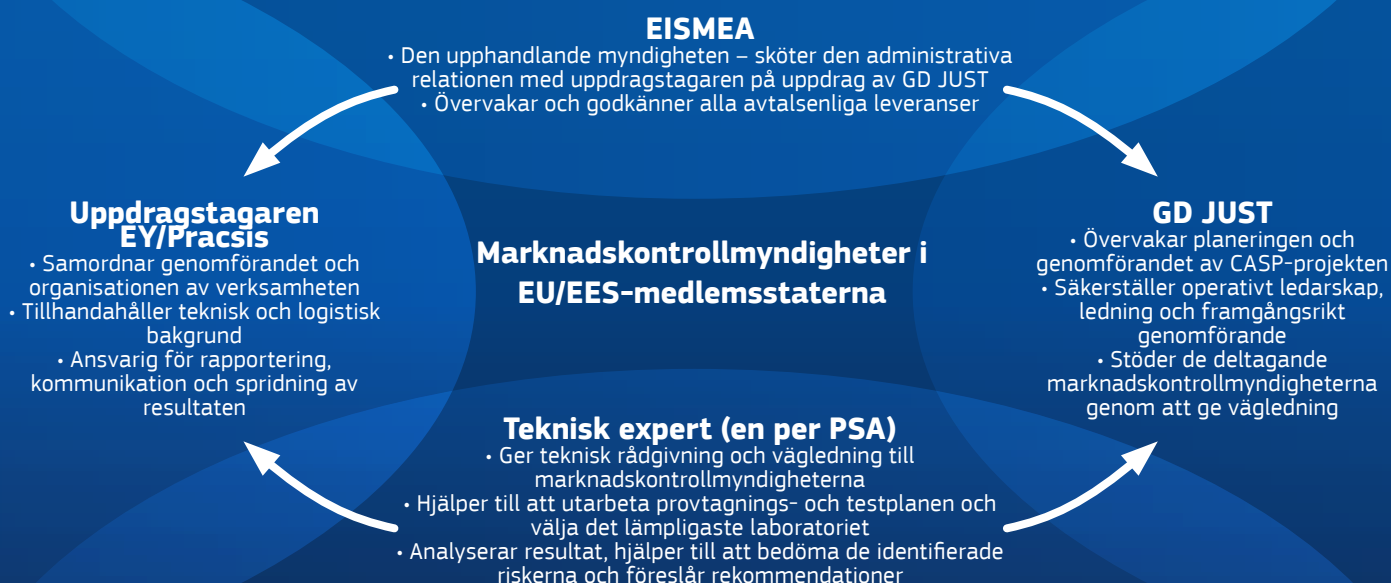 EISMEA
• Den upphandlande myndigheten – sköter den administrativa
relationen med uppdragstagaren på uppdrag av GD JUST
• Övervakar och godkänner alla avtalsenliga leveranser
Uppdragstagaren
EY/Pracsis
• Samordnar genomförandet och
organisationen av verksamheten
• Tillhandahåller teknisk och logistisk
bakgrund
• Ansvarig för rapportering,
kommunikation och spridning av
resultaten
Marknadskontrollmyndigheter i
EU/EES-medlemsstaterna
GD JUST
• Övervakar planeringen och
genomförandet av CASP-projekten
• Säkerställer operativt ledarskap,
ledning och framgångsrikt
genomförande
• Stöder de deltagande
marknadskontrollmyndigheterna
genom att ge vägledning
Teknisk expert (en per PSA)
• Ger teknisk rådgivning och vägledning till
marknadskontrollmyndigheterna
• Hjälper till att utarbeta provtagnings- och testplanen och
välja det lämpligaste laboratoriet
• Analyserar resultat, hjälper till att bedöma de identifierade
riskerna och föreslår rekommendationer